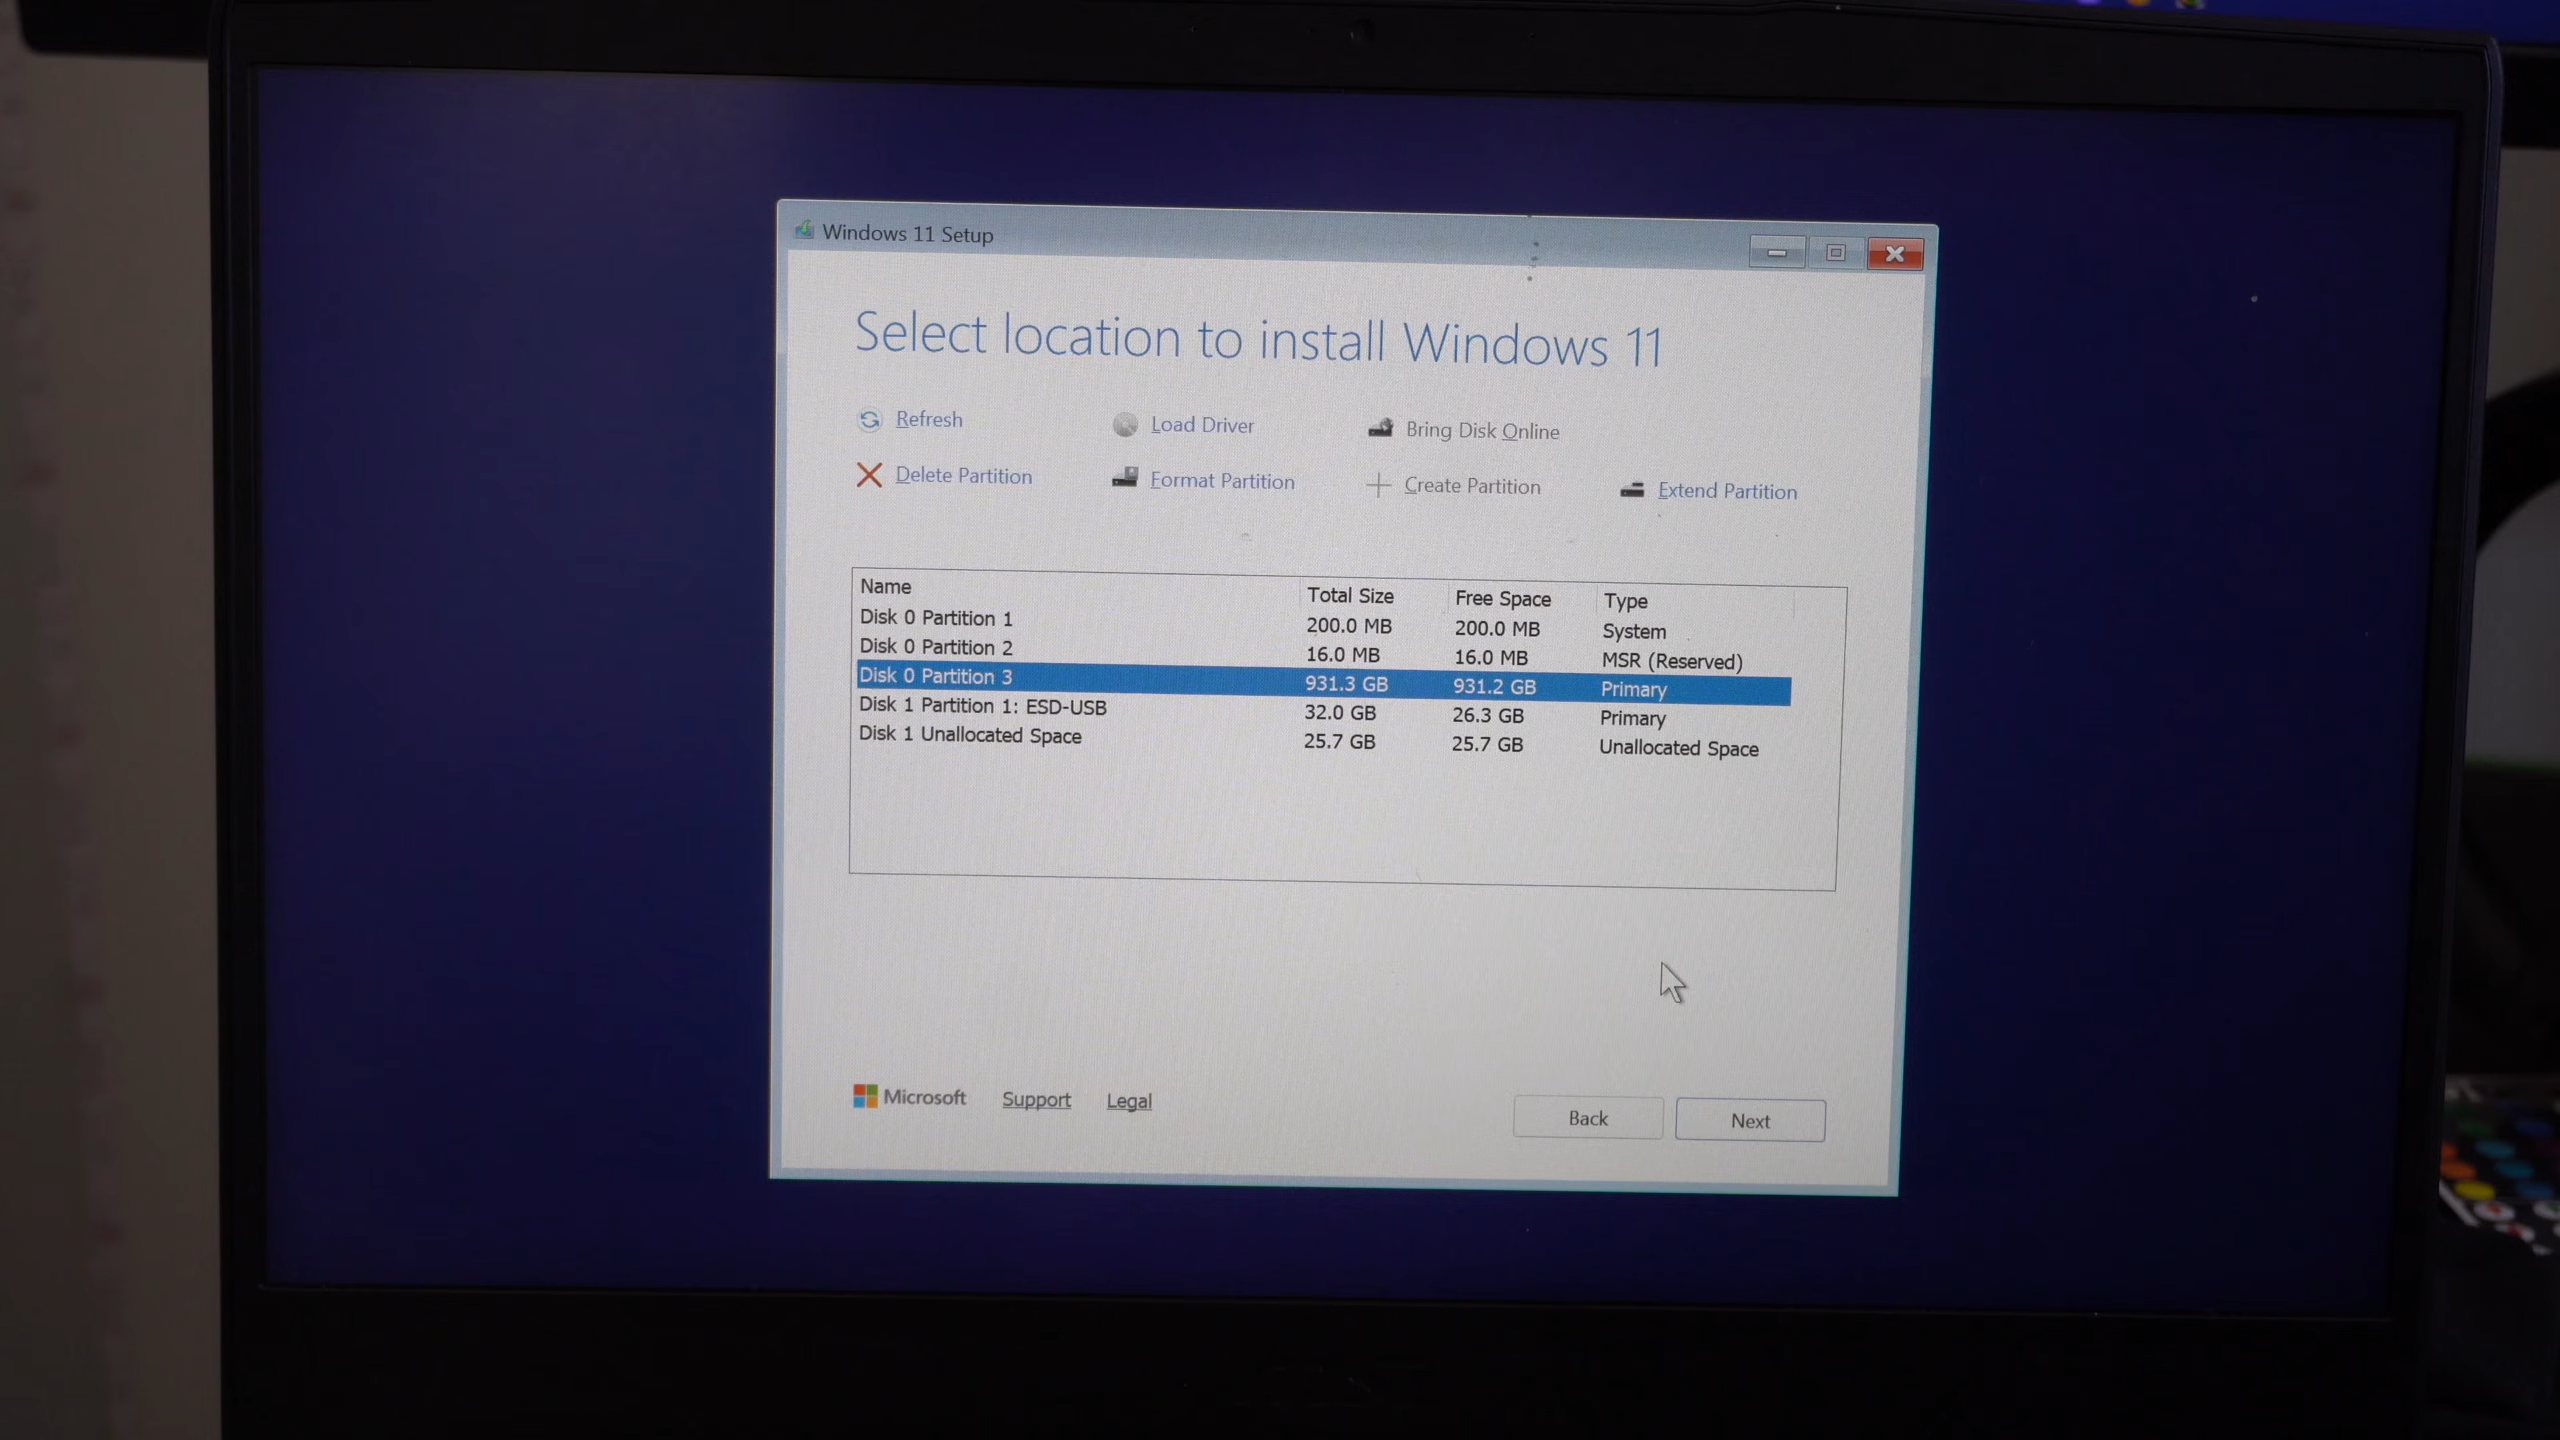 Windows 11 Setup
Select location to install Windows 11
Refresh Load Driver Bring Disk Online
Delete Partition Format Partition Create Partition Extend Partition
Name Total Size Free Space Type
Disk 0 Partition 1 200.0 MB 200.0 MB System
Disk 0 Partition 2 16.0 MB 16.0 MB MSR (Reserved)
Disk 0 Partition 3 931.3 GB 931.2 GB Primary
Disk 1 Partition 1: ESD-USB 32.0 GB 26.3 GB Primary
Disk 1 Unallocated Space 25.7 GB 25.7 GB Unallocated Space
Microsoft Support Legal Back Next